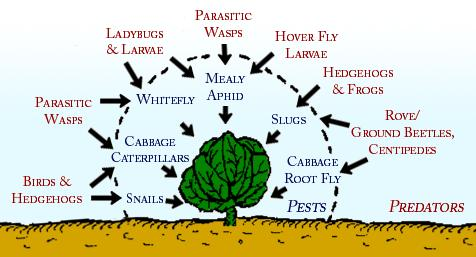 Parasitic
Wasps
Ladybugs
& Larvae
Hover Fly
Larvae
Mealy
Aphid
Hedgehogs
& Frogs
Parasitic
Wasps
Whitefly
Slugs
Rove/
Ground Beetles,
Centipedes
Cabbage
Caterpillars
Cabbage
Root Fly
Birds &
Hedgehogs
Snails
Pests
Predators